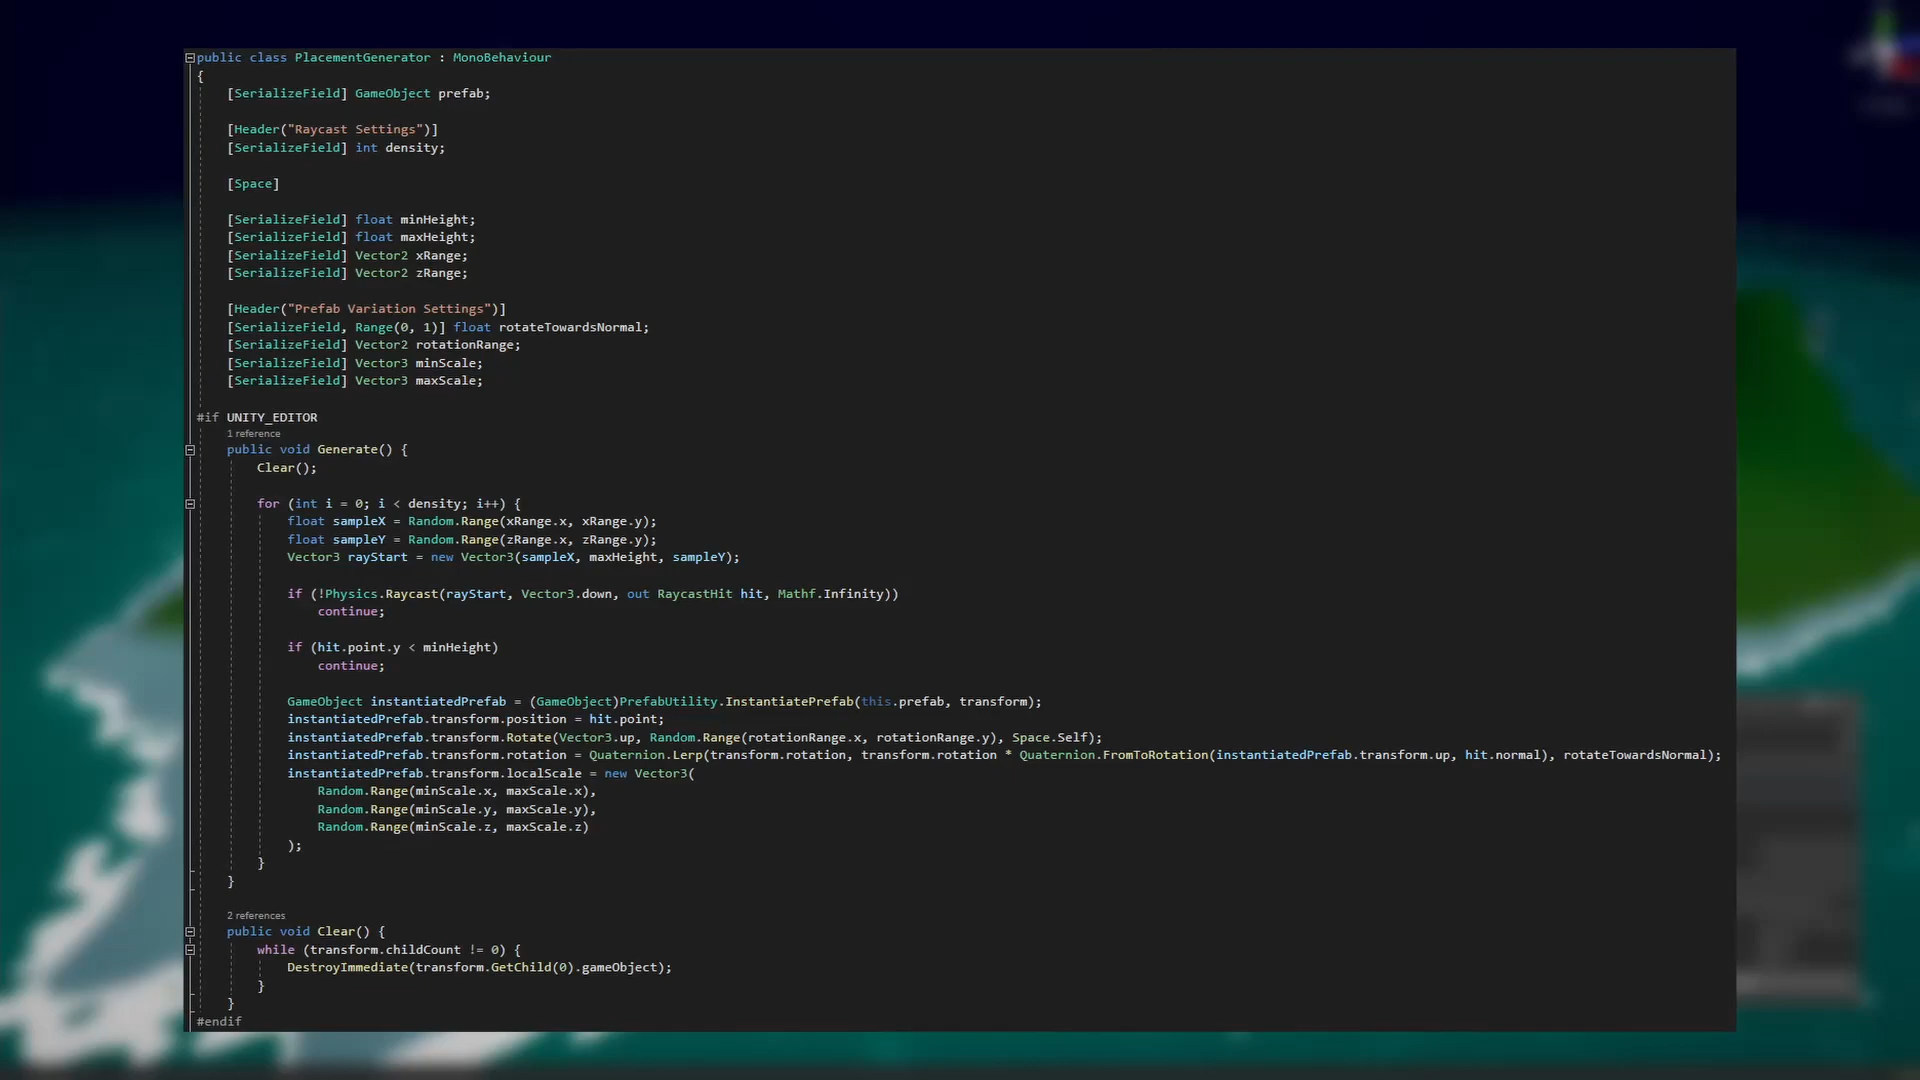 public class PlacementGenerator : MonoBehaviour
{
[SerializeField] GameObject prefab;
[Header("Raycast Settings")]
[SerializeField] int density;
[Space]
[SerializeField] float minHeight;
[SerializeField] float maxHeight;
[SerializeField] Vector2 xRange;
[SerializeField] Vector2 zRange;
[Header("Prefab Variation Settings")]
[SerializeField, Range(0, 1)] float rotateTowardsNormal;
[SerializeField] Vector2 rotationRange;
[SerializeField] Vector3 minScale;
[SerializeField] Vector3 maxScale;
#if UNITY_EDITOR
1 reference
public void Generate() {
Clear();
for (int i = 0; i < density; i++) {
float sampleX = Random.Range(xRange.x, xRange.y);
float sampleY = Random.Range(zRange.x, zRange.y);
Vector3 rayStart = new Vector3(sampleX, maxHeight, sampleY);
if (!Physics.Raycast(rayStart, Vector3.down, out RaycastHit hit, Mathf.Infinity))
continue;
if (hit.point.y < minHeight)
continue;
GameObject instantiatedPrefab = (GameObject)PrefabUtility.InstantiatePrefab(this.prefab, transform);
instantiatedPrefab.transform.position = hit.point;
instantiatedPrefab.transform.Rotate(Vector3.up, Random.Range(rotationRange.x, rotationRange.y), Space.Self);
instantiatedPrefab.transform.rotation = Quaternion.Lerp(transform.rotation, transform.rotation * Quaternion.FromToRotation(instantiatedPrefab.transform.up, hit.normal), rotateTowardsNormal);
instantiatedPrefab.transform.localScale = new Vector3(
Random.Range(minScale.x, maxScale.x),
Random.Range(minScale.y, maxScale.y),
Random.Range(minScale.z, maxScale.z)
);
}
}
2 references
public void Clear() {
while (transform.childCount != 0) {
DestroyImmediate(transform.GetChild(0).gameObject);
}
}
#endif